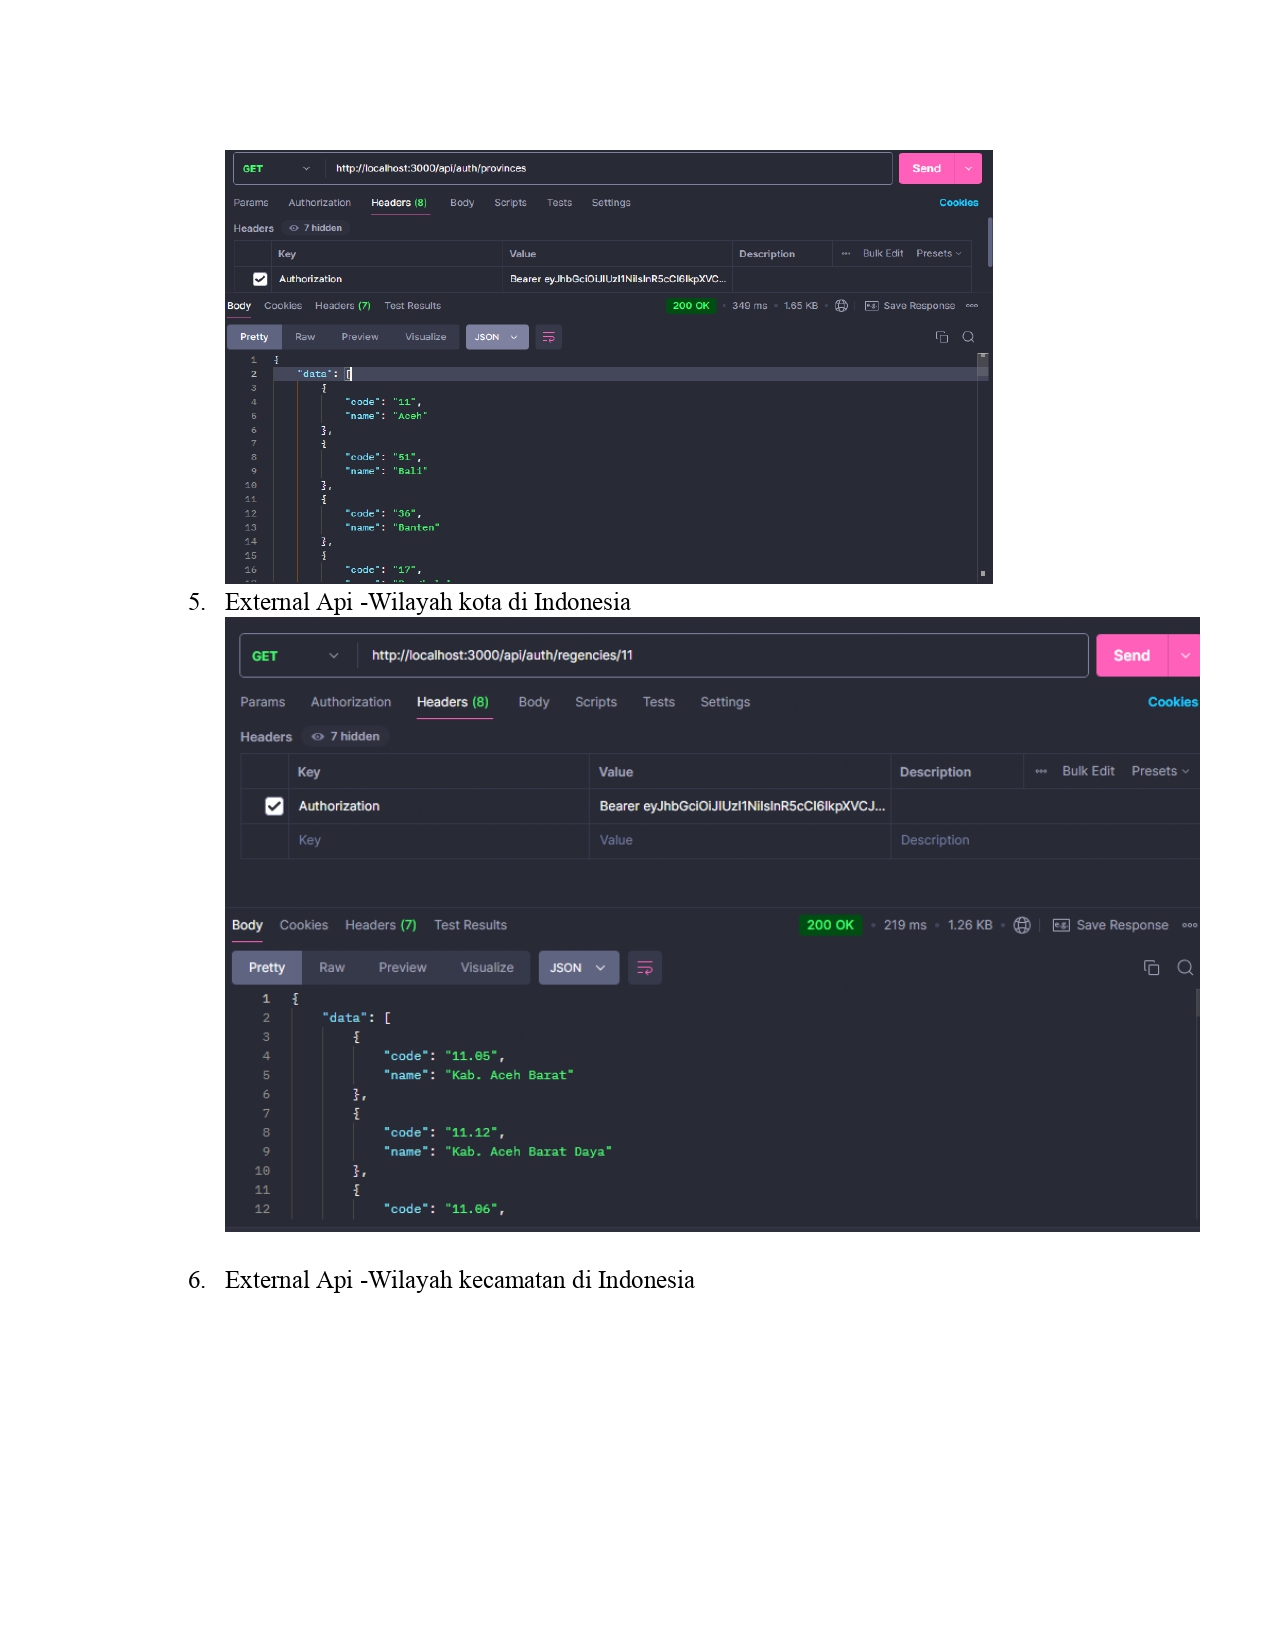 GET http://localhost:3000/api/auth/provinces Send
Params Authorization Headers (8) Body Scripts Tests Settings Cookies
Headers 7 hidden
Key Value Description ••• Bulk Edit Presets
Authorization Bearer eyJhbGciOiJIUzI1NiIsInR5cCI6IkpXVC...
Body Cookies Headers (7) Test Results 200 OK • 349 ms • 1.65 KB • Save Response
Pretty Raw Preview Visualize JSON
1 {
2 "data": [
3 {
4 "code": "11",
5 "name": "Aceh"
6 },
7 {
8 "code": "51",
9 "name": "Bali"
10 },
11 {
12 "code": "36",
13 "name": "Banten"
14 },
15 {
16 "code": "17",
5. External Api -Wilayah kota di Indonesia
GET http://localhost:3000/api/auth/regencies/11 Send
Params Authorization Headers (8) Body Scripts Tests Settings Cookies
Headers 7 hidden
Key Value Description ••• Bulk Edit Presets
Authorization Bearer eyJhbGciOiJIUzI1NiIsInR5cCI6IkpXVCJ...
Key Value Description
Body Cookies Headers (7) Test Results 200 OK • 219 ms • 1.26 KB • e.g. Save Response
Pretty Raw Preview Visualize JSON
1 {
2 "data": [
3 {
4 "code": "11.05",
5 "name": "Kab. Aceh Barat"
6 },
7 {
8 "code": "11.12",
9 "name": "Kab. Aceh Barat Daya"
10 },
11 {
12 "code": "11.06",
6. External Api -Wilayah kecamatan di Indonesia